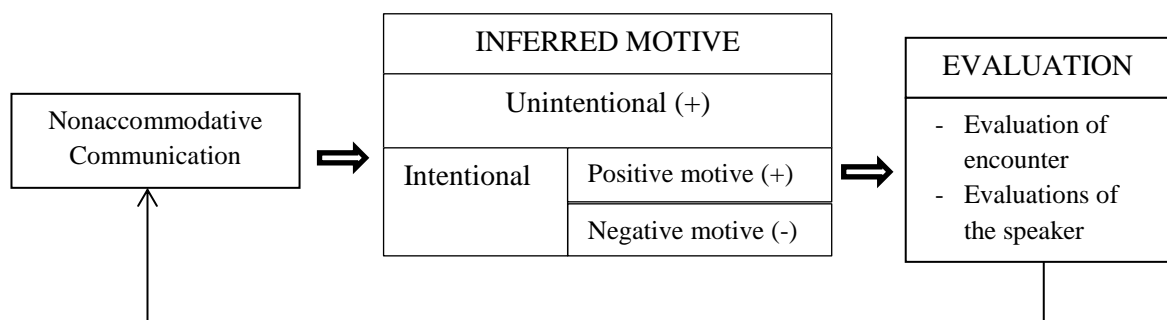 Nonaccommodative
Communication
INFERRED MOTIVE
Unintentional (+)
Intentional
Positive motive (+)
Negative motive (-)
EVALUATION
- Evaluation of
encounter
- Evaluations of
the speaker